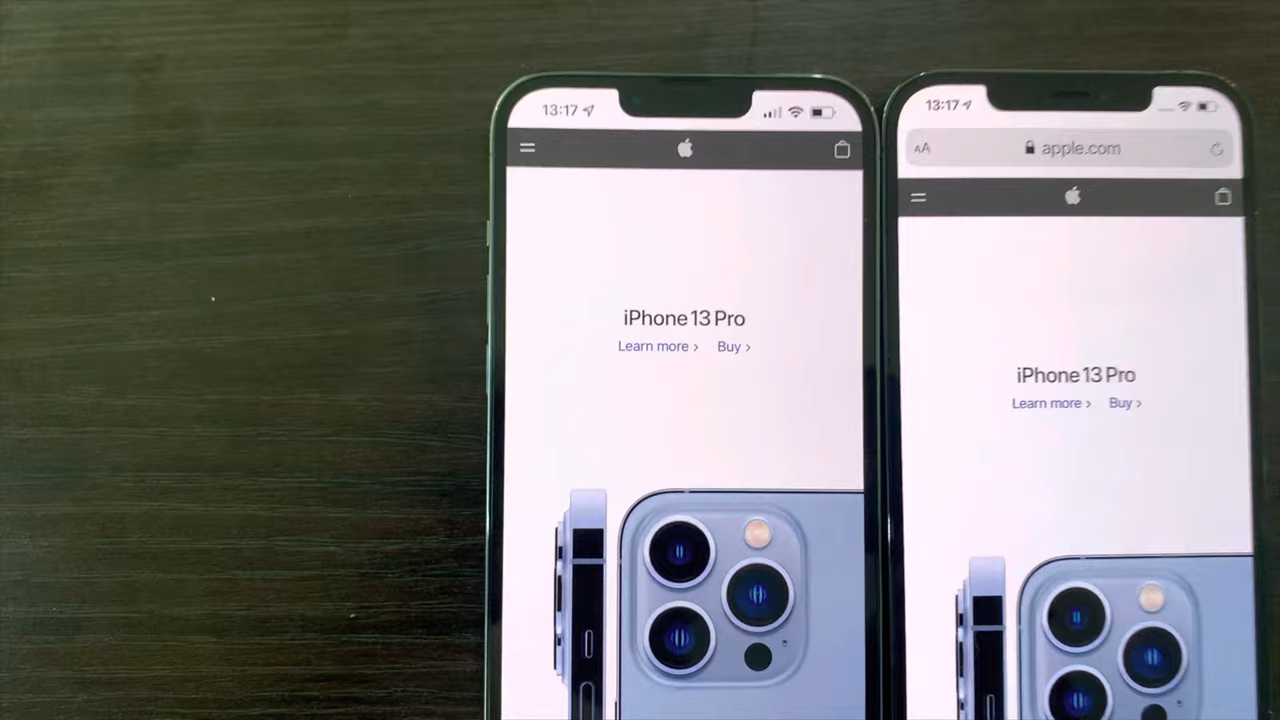 13:17
iPhone 13 Pro
Learn more › Buy ›
13:17
AA apple.com
iPhone 13 Pro
Learn more › Buy ›